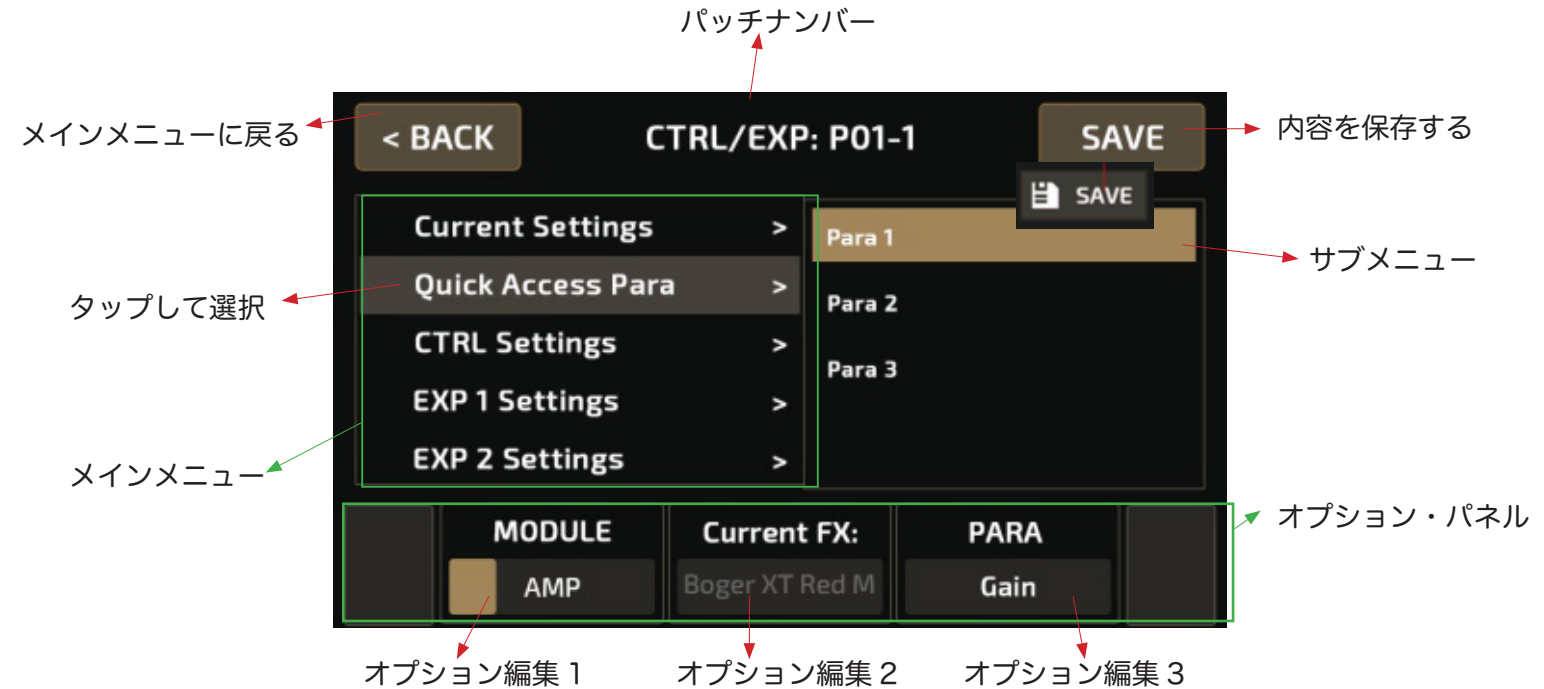 パッチナンバー
メインメニューに戻る
< BACK
CTRL/EXP: P01-1
SAVE
内容を保存する
SAVE
Current Settings >
Quick Access Para >
CTRL Settings >
EXP 1 Settings >
EXP 2 Settings >
Para 1
Para 2
Para 3
サブメニュー
タップして選択
メインメニュー
オプション・パネル
MODULE
AMP
Current FX:
Boger XT Red M
PARA
Gain
オプション編集 1
オプション編集 2
オプション編集 3